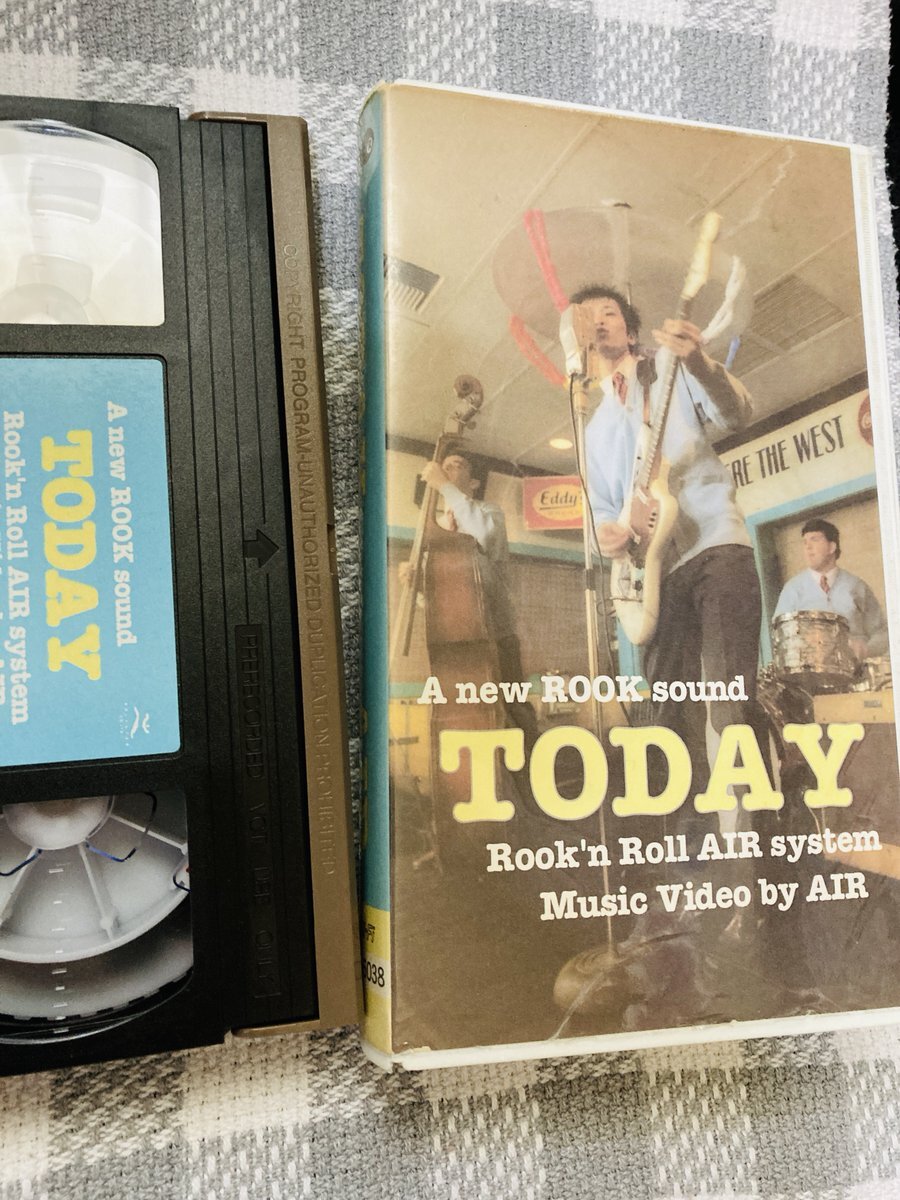 A new ROOK sound
TODAY
Rook'n Roll AIR system
COPYRIGHT PROGRAM-UNAUTHORIZED DUPLICATION PROHIBITED
Eddy's
RE THE WEST
A new ROOK sound
TODAY
Rook'n Roll AIR system
Music Video by AIR
038